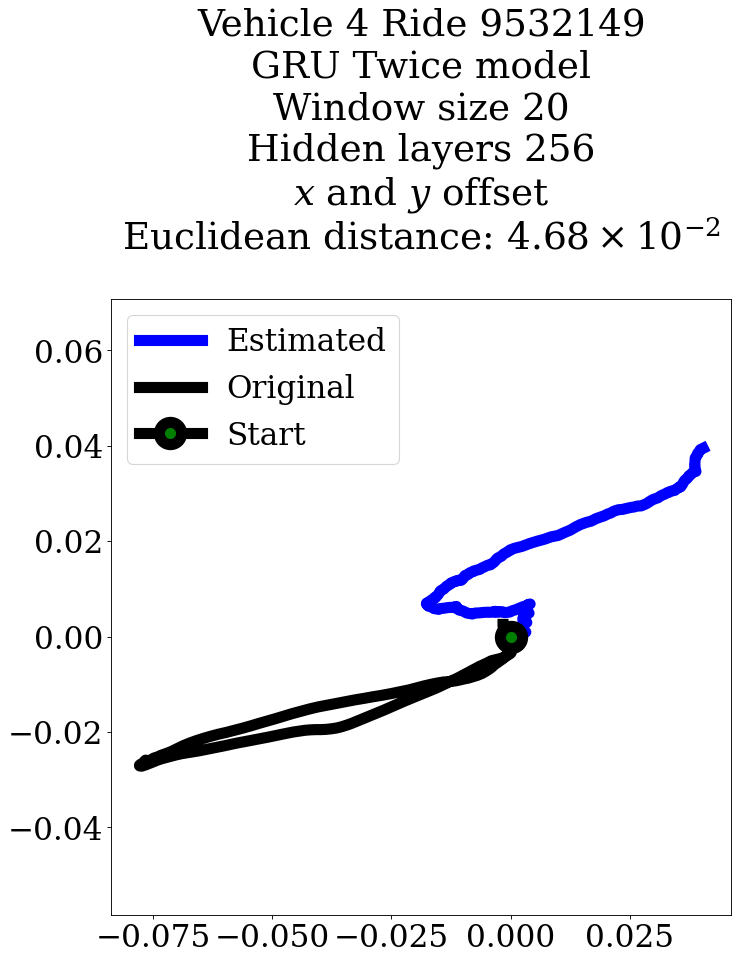 Vehicle 4 Ride 9532149
GRU Twice model
Window size 20
Hidden layers 256
x and y offset
Euclidean distance: 4.68 × 10⁻²
Estimated
Original
Start
0.06
0.04
0.02
0.00
−0.02
−0.04
−0.075 −0.050 −0.025 0.000 0.025